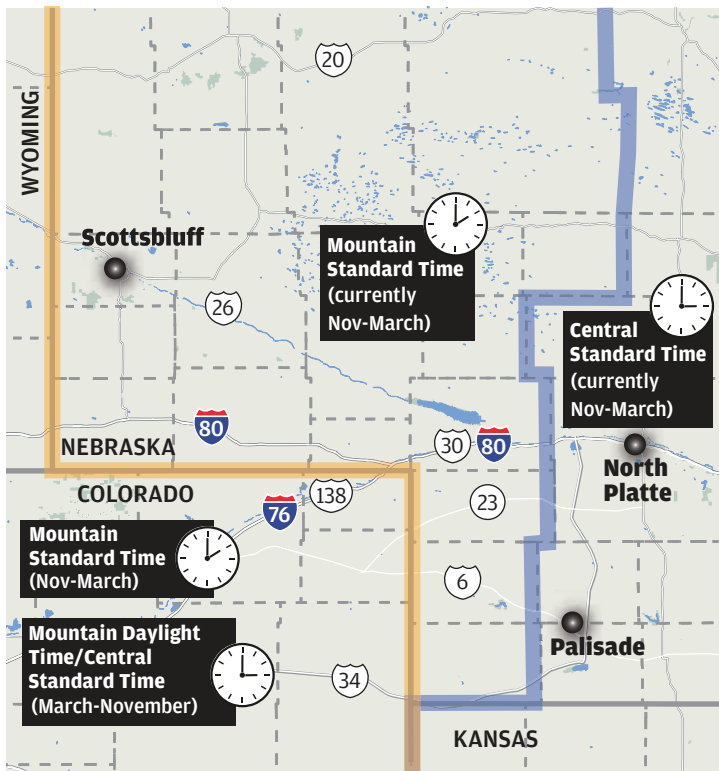 20
WYOMING
Scottsbluff
Mountain
Standard Time
(currently
Nov-March)
26
Central
Standard Time
(currently
Nov-March)
80
NEBRASKA
30
80
North
Platte
COLORADO
138
76
23
Mountain
Standard Time
(Nov-March)
6
Mountain Daylight
Time/Central
Standard Time
(March-November)
Palisade
34
KANSAS